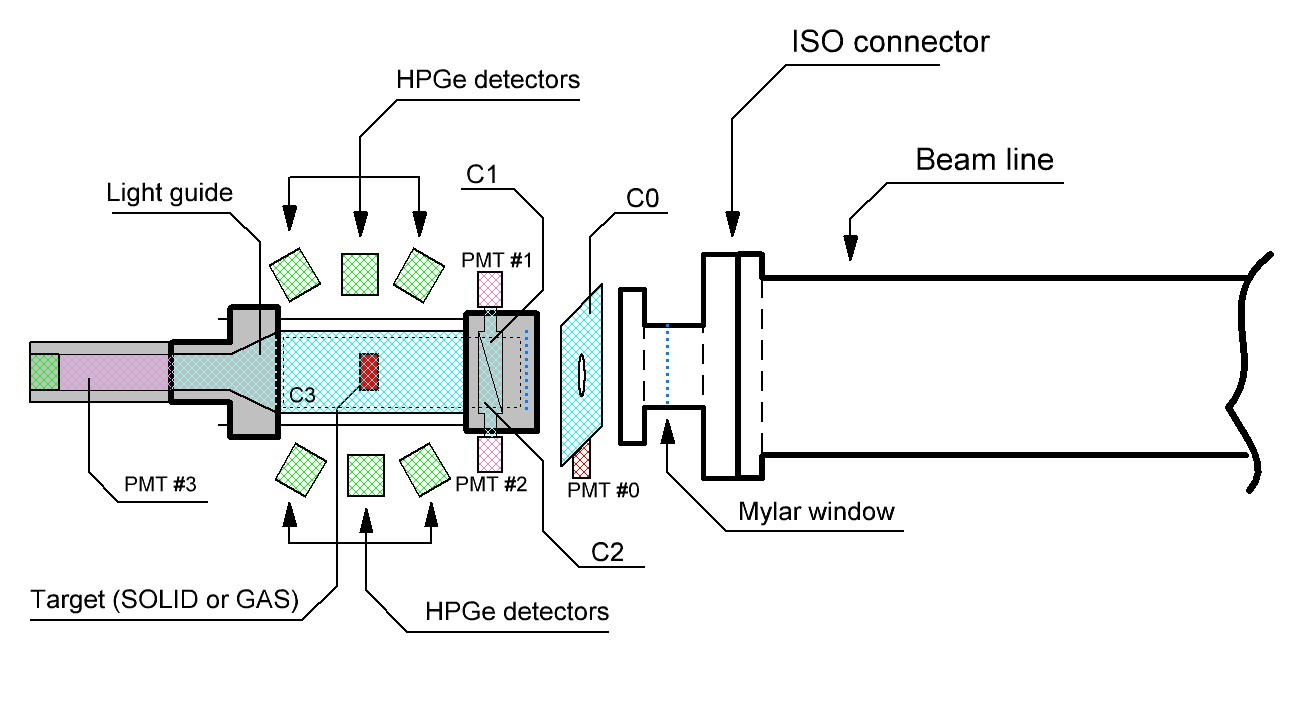 ISO connector
HPGe detectors
Beam line
C1
Light guide
C0
PMT #1
C3
PMT #3
PMT #2
PMT #0
Mylar window
C2
Target (SOLID or GAS)
HPGe detectors